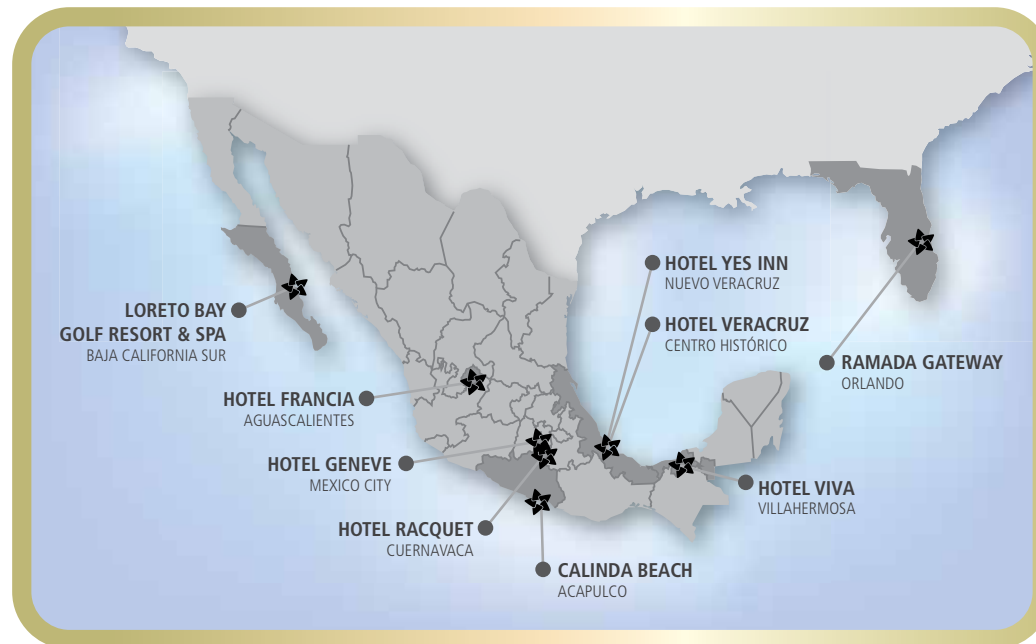 LORETO BAY
GOLF RESORT & SPA
BAJA CALIFORNIA SUR
HOTEL FRANCIA
AGUASCALIENTES
HOTEL GENEVE
MEXICO CITY
HOTEL RACQUET
CUERNAVACA
CALINDA BEACH
ACAPULCO
HOTEL YES INN
NUEVO VERACRUZ
HOTEL VERACRUZ
CENTRO HISTÓRICO
RAMADA GATEWAY
ORLANDO
HOTEL VIVA
VILLAHERMOSA